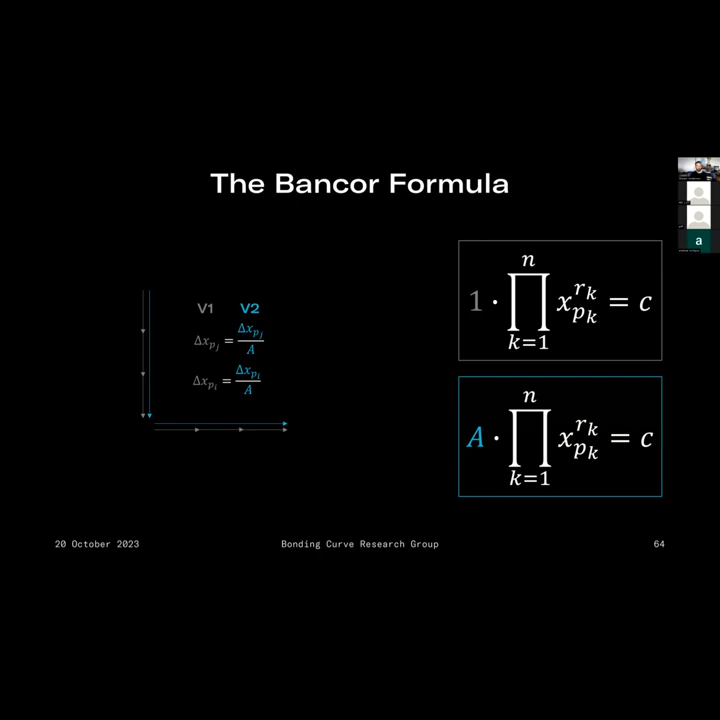 The Bancor Formula
V1 V2
Δx_{p_j} = Δx_{p_j} / A
Δx_{p_i} = Δx_{p_i} / A
1 · ∏_{k=1}^{n} x_{p_k}^{r_k} = c
A · ∏_{k=1}^{n} x_{p_k}^{r_k} = c
a
20 October 2023
Bonding Curve Research Group
64